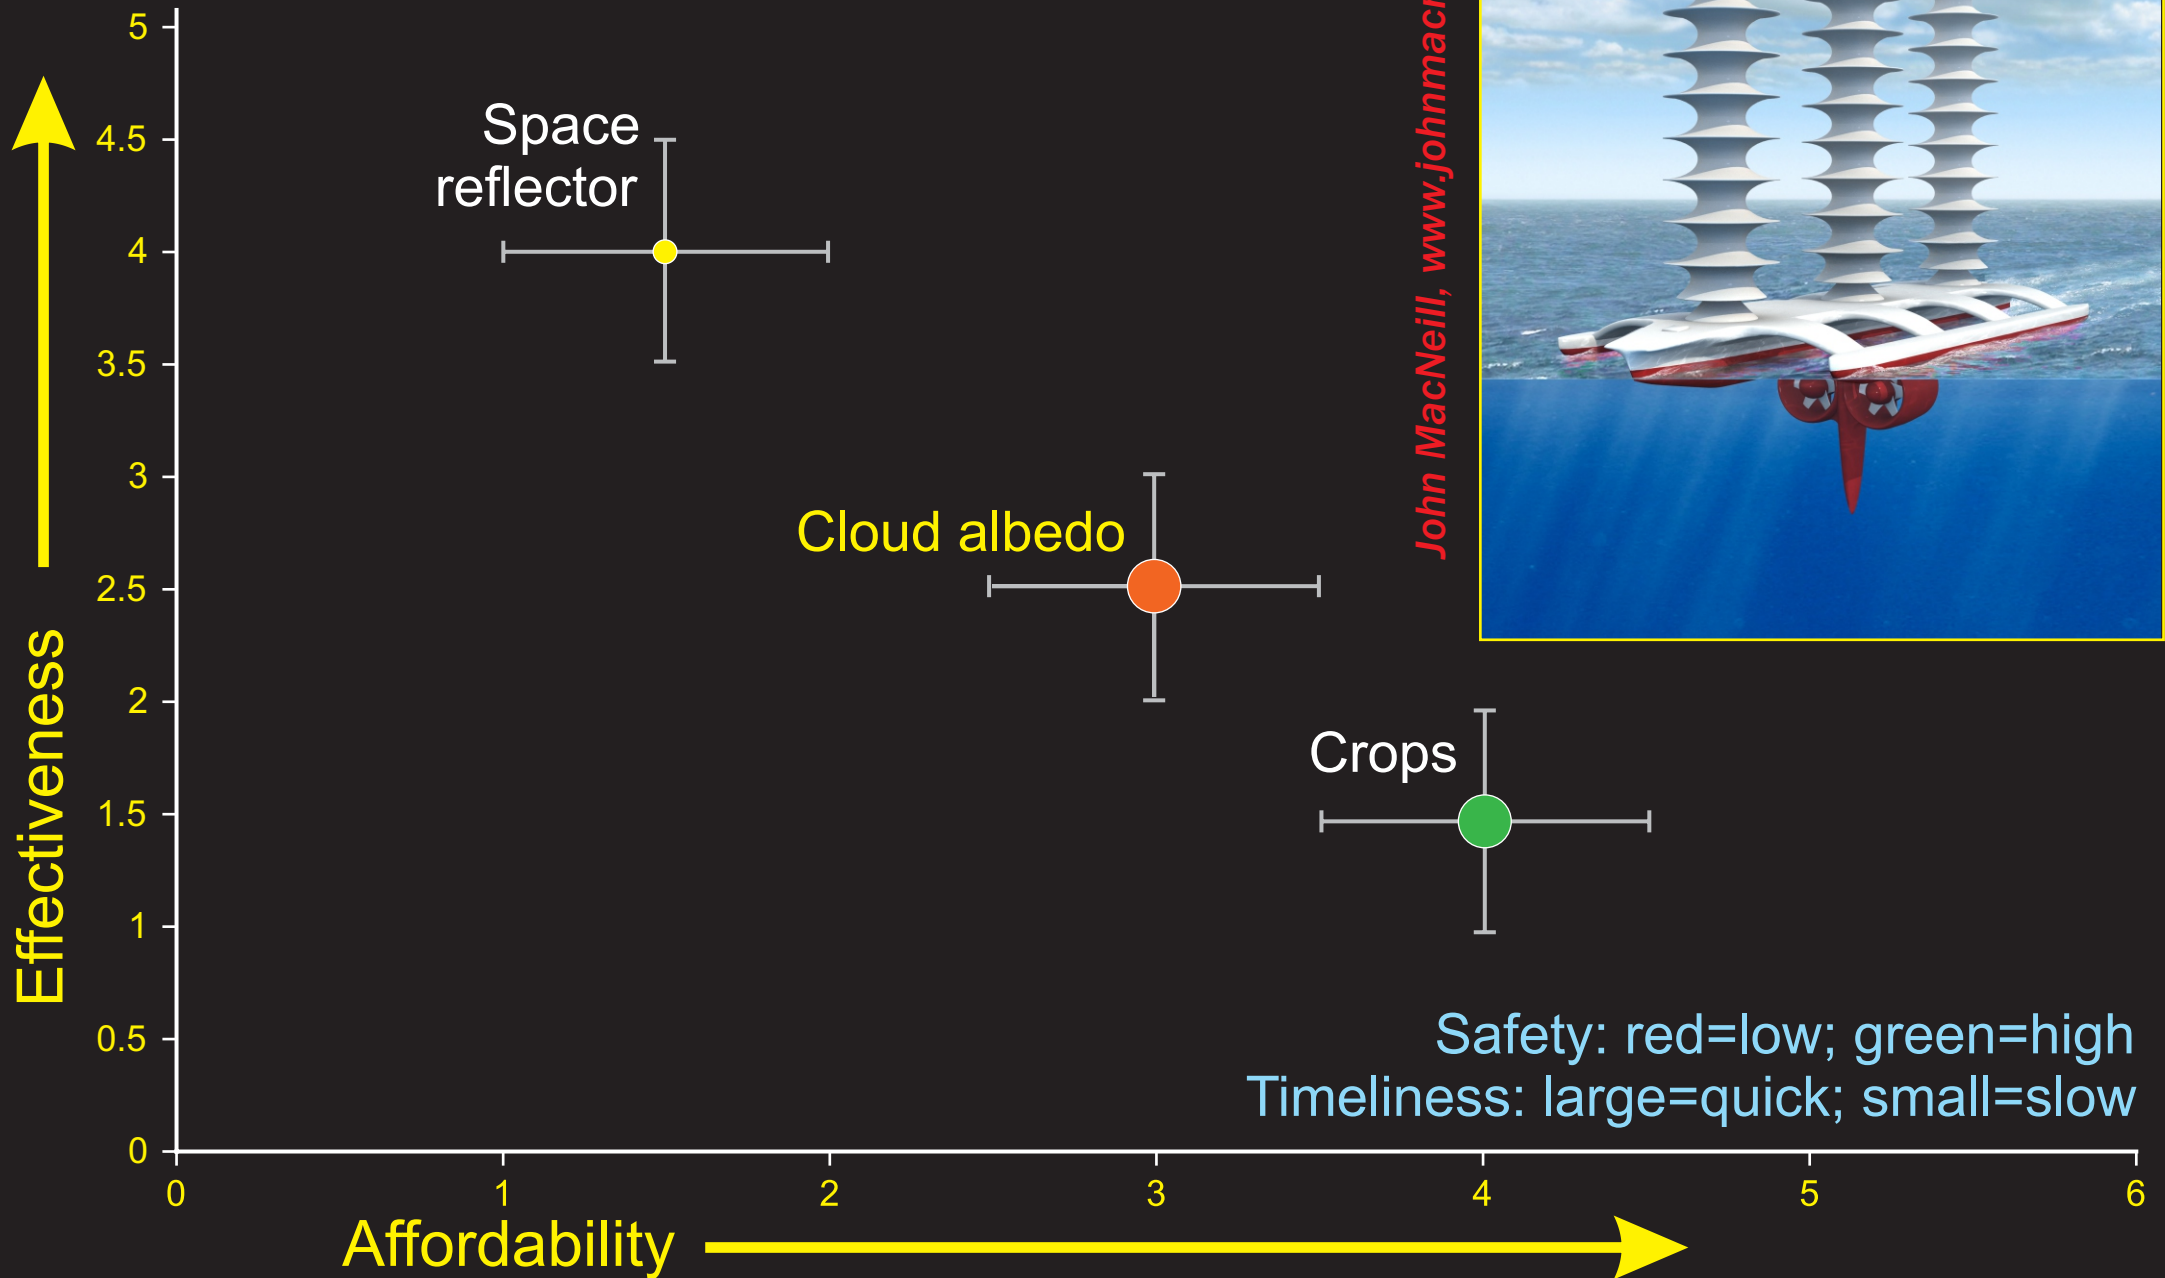 5
4.5
4
3.5
3
2.5
2
1.5
1
0.5
0
Effectiveness
Space
reflector
Cloud albedo
Crops
John MacNeill,
Safety: red=low; green=high
Timeliness: large=quick; small=slow
0 1 2 3 4 5 6
Affordability